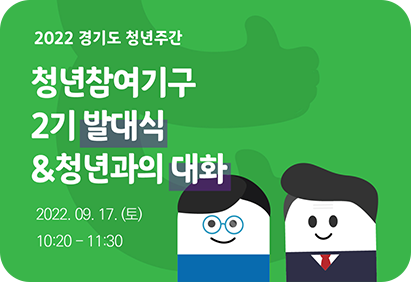 2022 경기도 청년주간
청년참여기구
2기 발대식
&청년과의 대화
2022. 09. 17. (토)
10:20 – 11:30